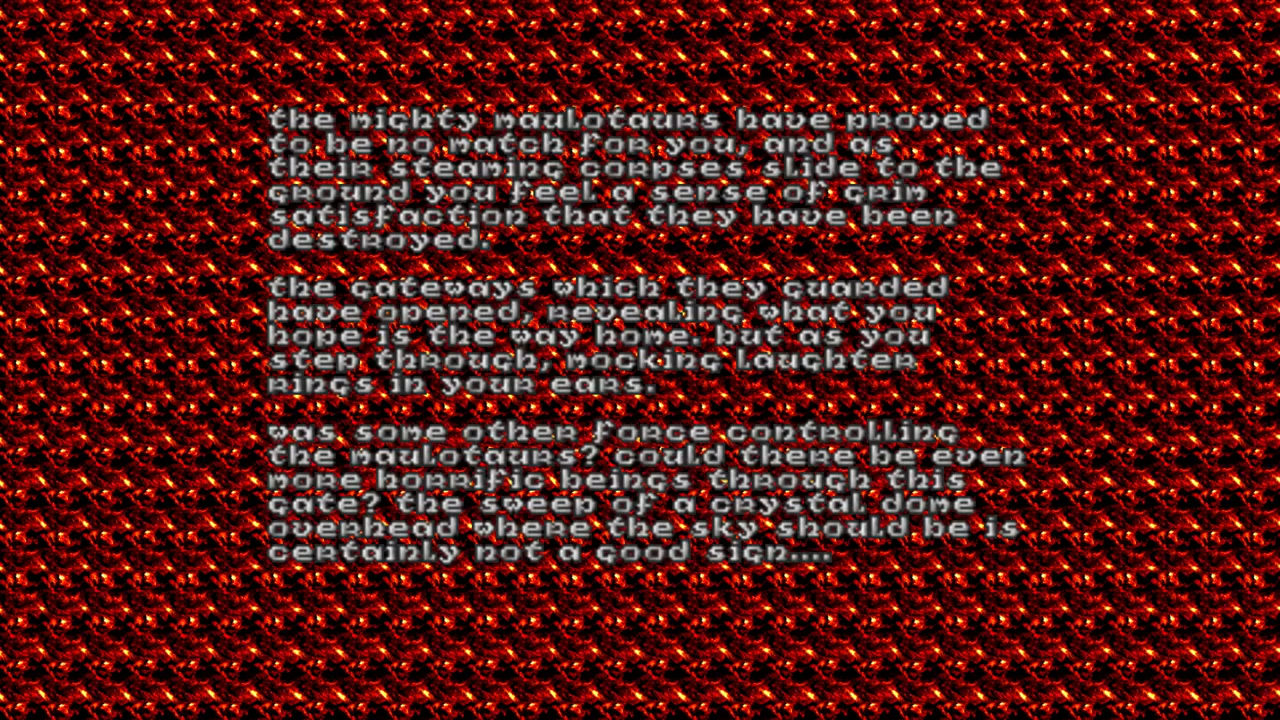 the mighty maulotaurs have proved
to be no match for you, and as
their steaming corpses slide to the
ground you feel a sense of grim
satisfaction that they have been
destroyed.
the gateways which they guarded
have opened, revealing what you
hope is the way home. but as you
step through, mocking laughter
rings in your ears.
was some other force controlling
the maulotaurs? could there be even
more horrific beings through this
gate? the sweep of a crystal dome
overhead where the sky should be is
certainly not a good sign....